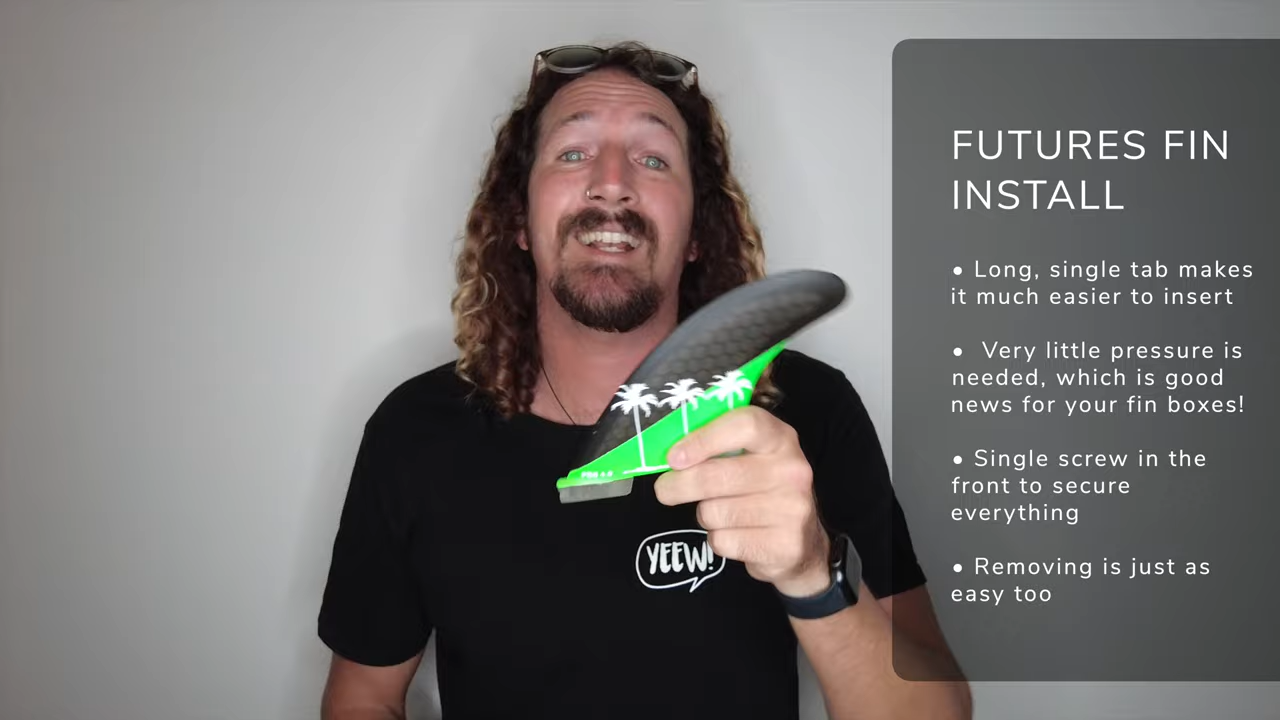 FUTURES FIN
INSTALL
• Long, single tab makes
it much easier to insert
• Very little pressure is
needed, which is good
news for your fin boxes!
• Single screw in the
front to secure
everything
• Removing is just as
easy too
YEEW!